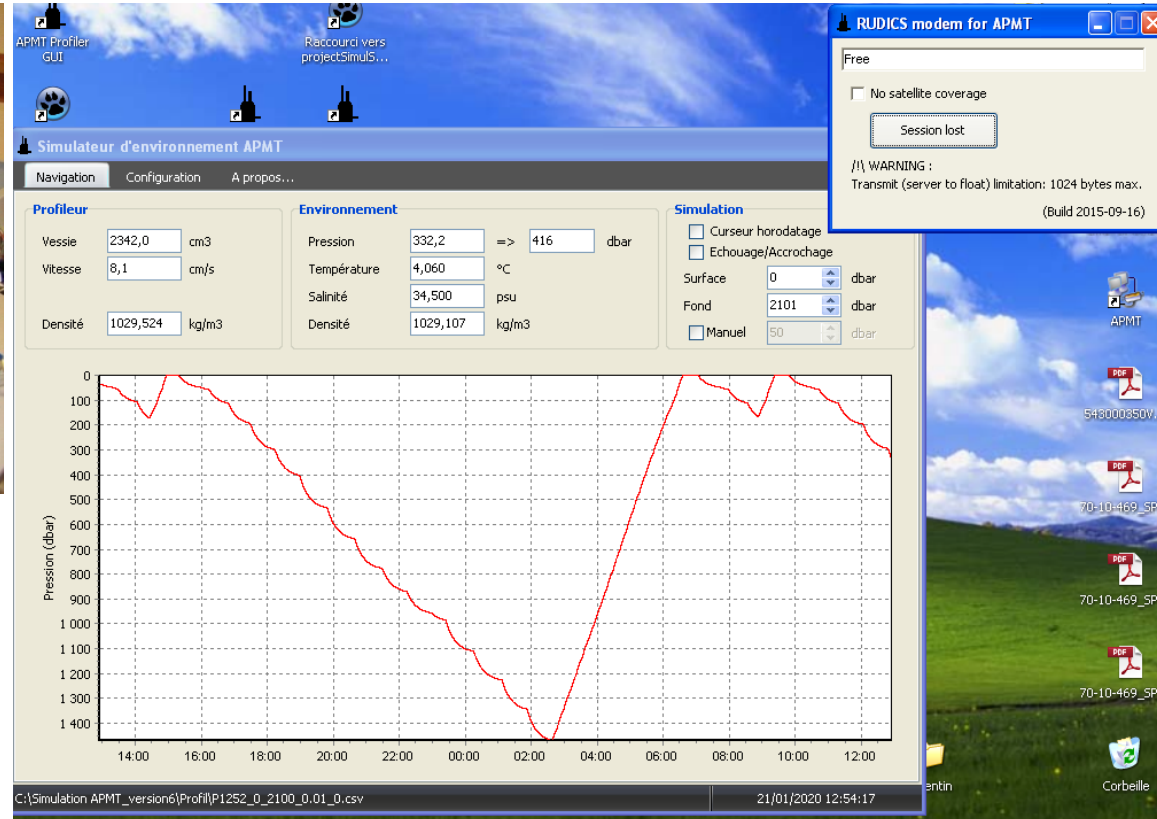 APMT Profiler
GUI
Raccourci vers
projectSimulS...
RUDICS modem for APMT
Free
No satellite coverage
Session lost
/!\ WARNING :
Transmit (server to float) limitation: 1024 bytes max.
(Build 2015-09-16)
Simulateur d'environnement APMT
Navigation Configuration A propos...
Profileur
Vessie 2342,0 cm3
Vitesse 8,1 cm/s
Densité 1029,524 kg/m3
Environnement
Pression 332,2 => 416 dbar
Température 4,060 °C
Salinité 34,500 psu
Densité 1029,107 kg/m3
Simulation
Curseur horodatage
Echouage/Accrochage
Surface 0 dbar
Fond 2101 dbar
Manuel 50 dbar
Pression (dbar)
0
100
200
300
400
500
600
700
800
900
1 000
1 100
1 200
1 300
1 400
14:00 16:00 18:00 20:00 22:00 00:00 02:00 04:00 06:00 08:00 10:00 12:00
C:\Simulation APMT_version6\Profil\P1252_0_2100_0.01_0.csv
21/01/2020 12:54:17
APMT
PDF
543000350V.
PDF
70-10-469_SP
PDF
70-10-469_SP
PDF
70-10-469_SP
entin
Corbeille